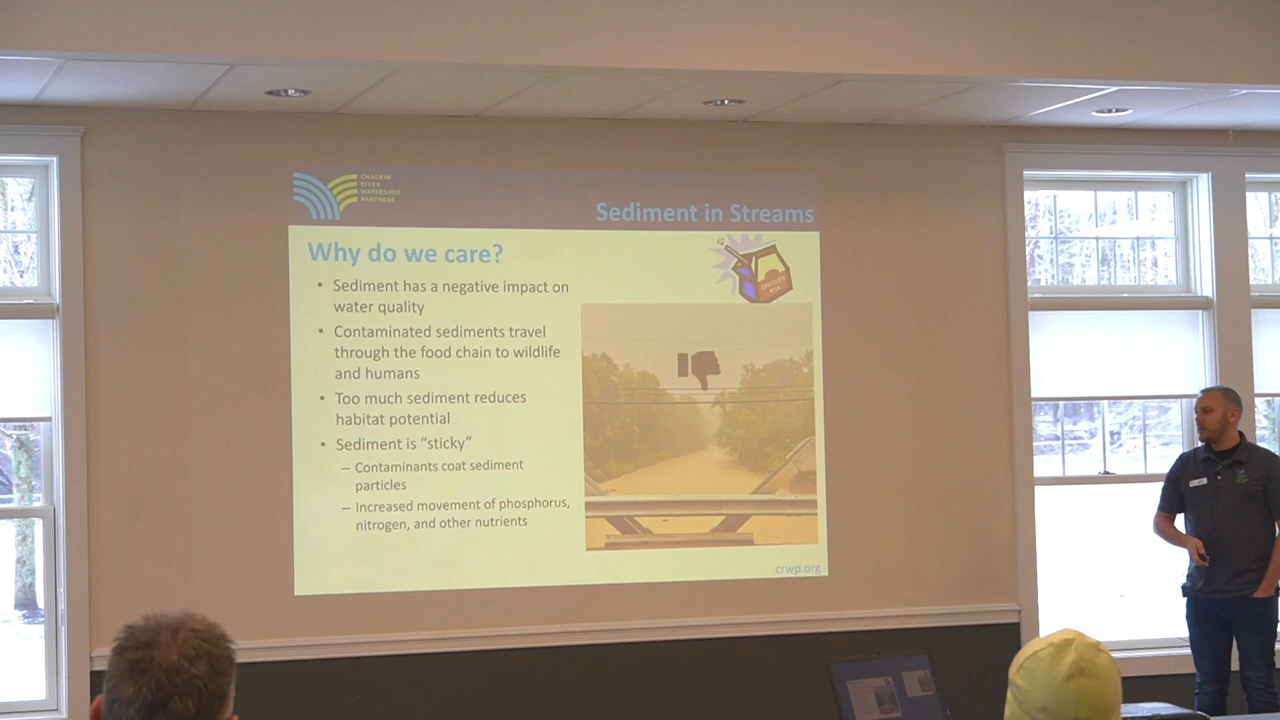 CHAGRIN
RIVER
WATERSHED
PARTNERS
Sediment in Streams
Why do we care?
• Sediment has a negative impact on
water quality
• Contaminated sediments travel
through the food chain to wildlife
and humans
• Too much sediment reduces
habitat potential
• Sediment is “sticky”
– Contaminants coat sediment
particles
– Increased movement of phosphorus,
nitrogen, and other nutrients
CHOCOLATE
MILK
crwp.org